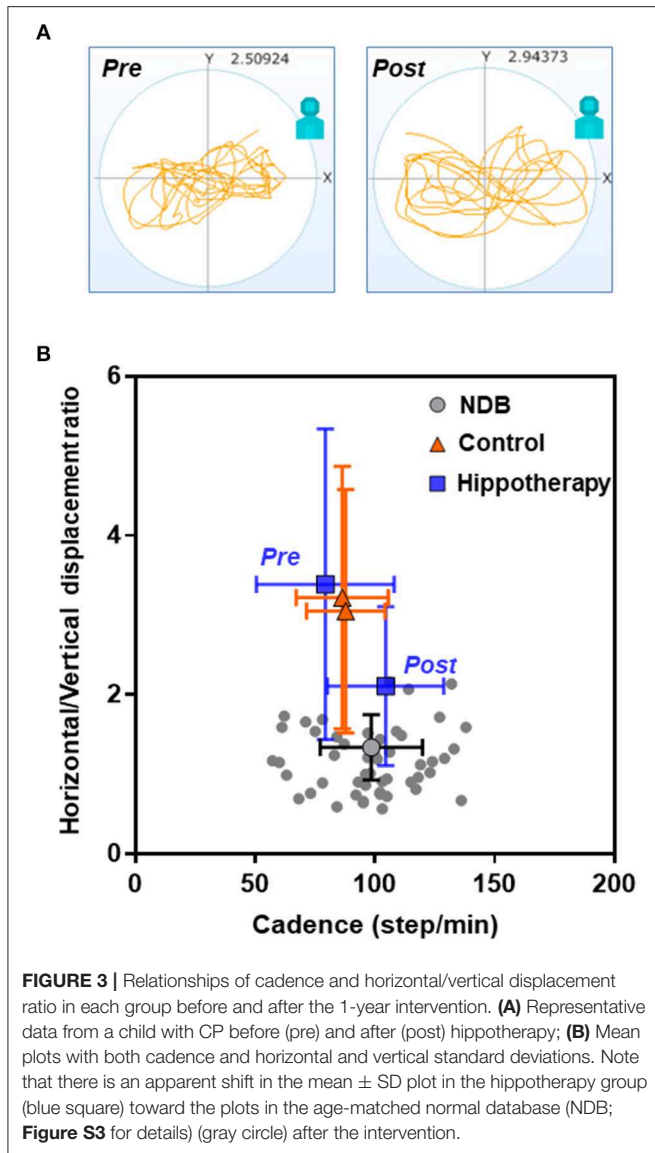 A
Pre
Y 2.50924
X
Post
Y 2.94373
X
B
Horizontal/Vertical displacement ratio
6
4
2
0
NDB
Control
Hippotherapy
Pre
Post
0 50 100 150 200
Cadence (step/min)
FIGURE 3 | Relationships of cadence and horizontal/vertical displacement
ratio in each group before and after the 1-year intervention. (A) Representative
data from a child with CP before (pre) and after (post) hippotherapy; (B) Mean
plots with both cadence and horizontal and vertical standard deviations. Note
that there is an apparent shift in the mean ± SD plot in the hippotherapy group
(blue square) toward the plots in the age-matched normal database (NDB;
Figure S3 for details) (gray circle) after the intervention.